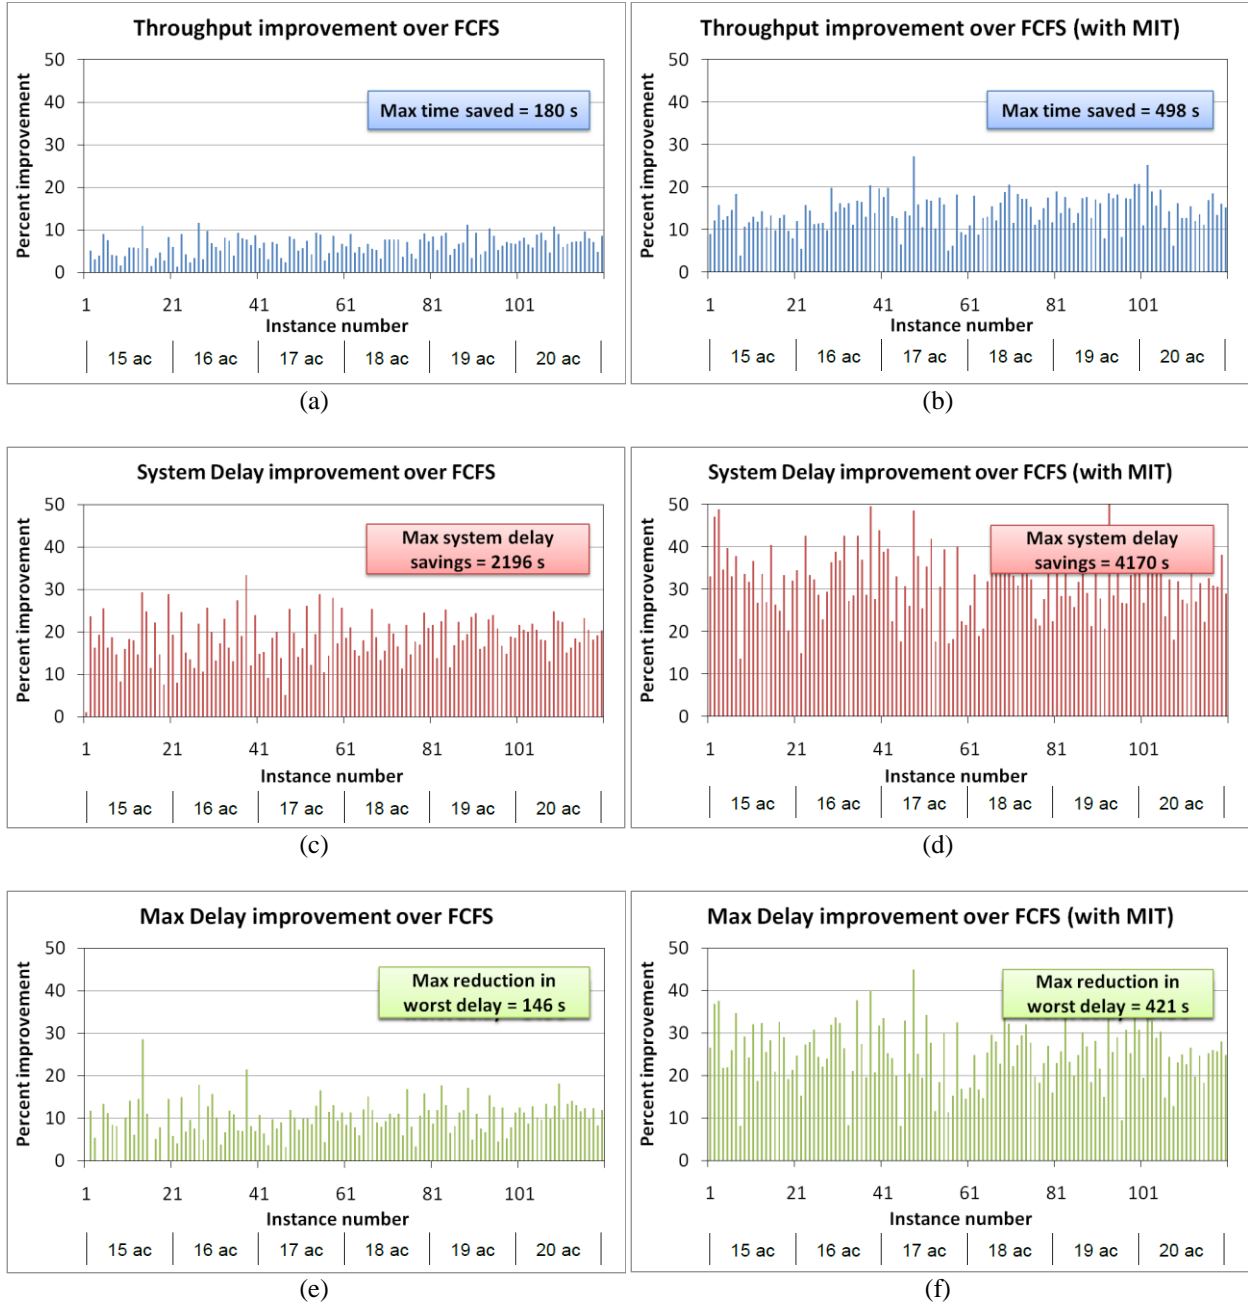 Throughput improvement over FCFS
Percent improvement
50
40
30
20
10
0
Max time saved = 180 s
1 21 41 61 81 101
Instance number
15 ac 16 ac 17 ac 18 ac 19 ac 20 ac
(a)
Throughput improvement over FCFS (with MIT)
Percent improvement
50
40
30
20
10
0
Max time saved = 498 s
1 21 41 61 81 101
Instance number
15 ac 16 ac 17 ac 18 ac 19 ac 20 ac
(b)
System Delay improvement over FCFS
Percent improvement
50
40
30
20
10
0
Max system delay
savings = 2196 s
1 21 41 61 81 101
Instance number
15 ac 16 ac 17 ac 18 ac 19 ac 20 ac
(c)
System Delay improvement over FCFS (with MIT)
Percent improvement
50
40
30
20
10
0
Max system delay
savings = 4170 s
1 21 41 61 81 101
Instance number
15 ac 16 ac 17 ac 18 ac 19 ac 20 ac
(d)
Max Delay improvement over FCFS
Percent improvement
50
40
30
20
10
0
Max reduction in
worst delay = 146 s
1 21 41 61 81 101
Instance number
15 ac 16 ac 17 ac 18 ac 19 ac 20 ac
(e)
Max Delay improvement over FCFS (with MIT)
Percent improvement
50
40
30
20
10
0
Max reduction in
worst delay = 421 s
1 21 41 61 81 101
Instance number
15 ac 16 ac 17 ac 18 ac 19 ac 20 ac
(f)